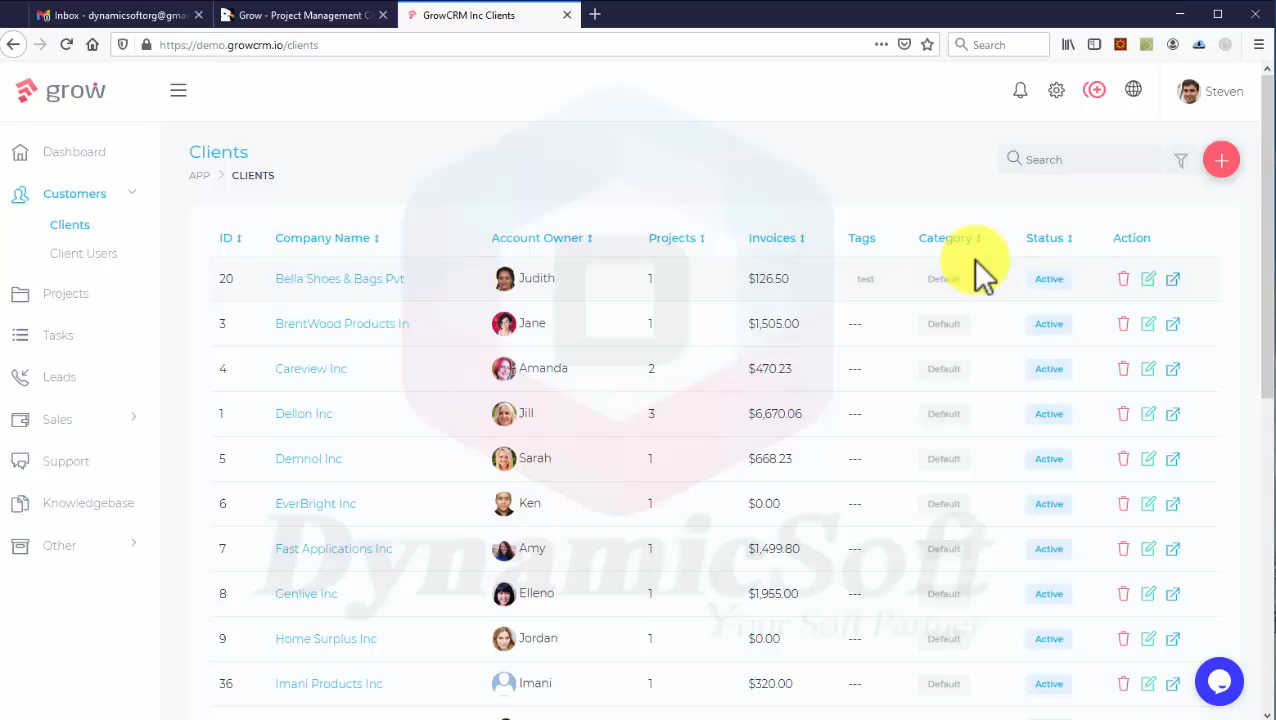 Inbox - dynamicsoftorg@gma
Grow - Project Management C
GrowCRM Inc Clients
https://demo.growcrm.io/clients
Search
grow
Steven
Dashboard
Customers
Clients
Client Users
Projects
Tasks
Leads
Sales
Support
Knowledgebase
Other
Clients
APP > CLIENTS
Search
ID Company Name Account Owner Projects Invoices Tags Category Status Action
20 Bella Shoes & Bags Pvt Judith 1 $126.50 test Default Active
3 BrentWood Products In Jane 1 $1,505.00 --- Default Active
4 Careview Inc Amanda 2 $470.23 --- Default Active
1 Dellon Inc Jill 3 $6,670.06 --- Default Active
5 Demnol Inc Sarah 1 $668.23 --- Default Active
6 EverBright Inc Ken 1 $0.00 --- Default Active
7 Fast Applications Inc Amy 1 $1,499.80 --- Default Active
8 Genlive Inc Elleno 1 $1,955.00 --- Default Active
9 Home Surplus Inc Jordan 1 $0.00 --- Default Active
36 Imani Products Inc Imani 1 $320.00 --- Default Active
DynamicSoft
Your Soft Partner